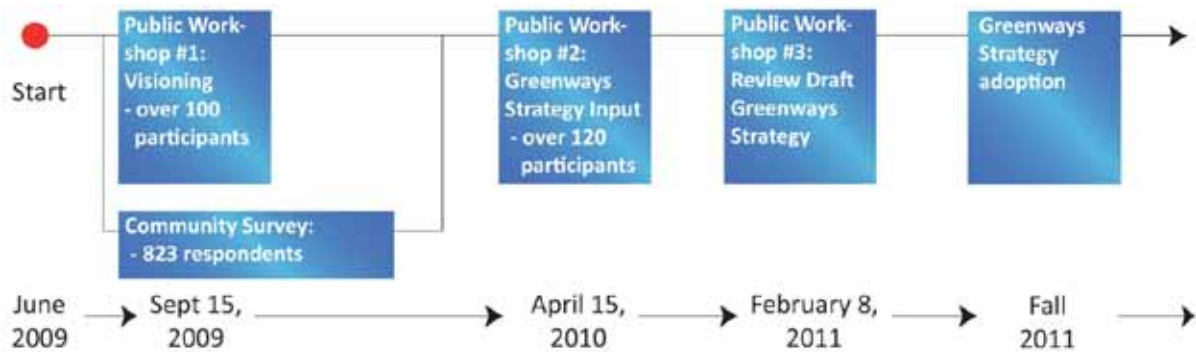 Start
Public Work-
shop #1:
Visioning
- over 100
participants
Community Survey:
- 823 respondents
Public Work-
shop #2:
Greenways
Strategy Input
- over 120
participants
Public Work-
shop #3:
Review Draft
Greenways
Strategy
Greenways
Strategy
adoption
June
2009
Sept 15,
2009
April 15,
2010
February 8,
2011
Fall
2011